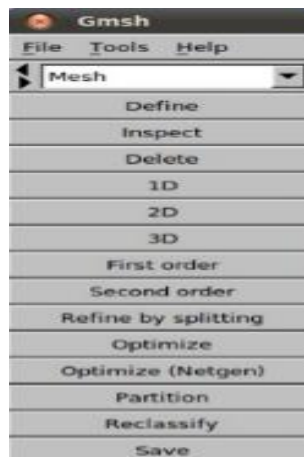 Gmsh
File Tools Help
Mesh
Define
Inspect
Delete
1D
2D
3D
First order
Second order
Refine by splitting
Optimize
Optimize (Netgen)
Partition
Reclassify
Save